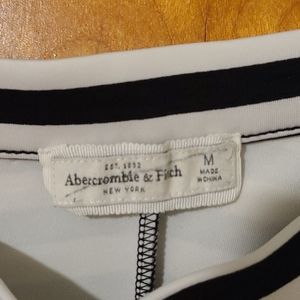 EST. 1892
Abercrombie & Fitch
NEW YORK
M
MADE
IN CHINA